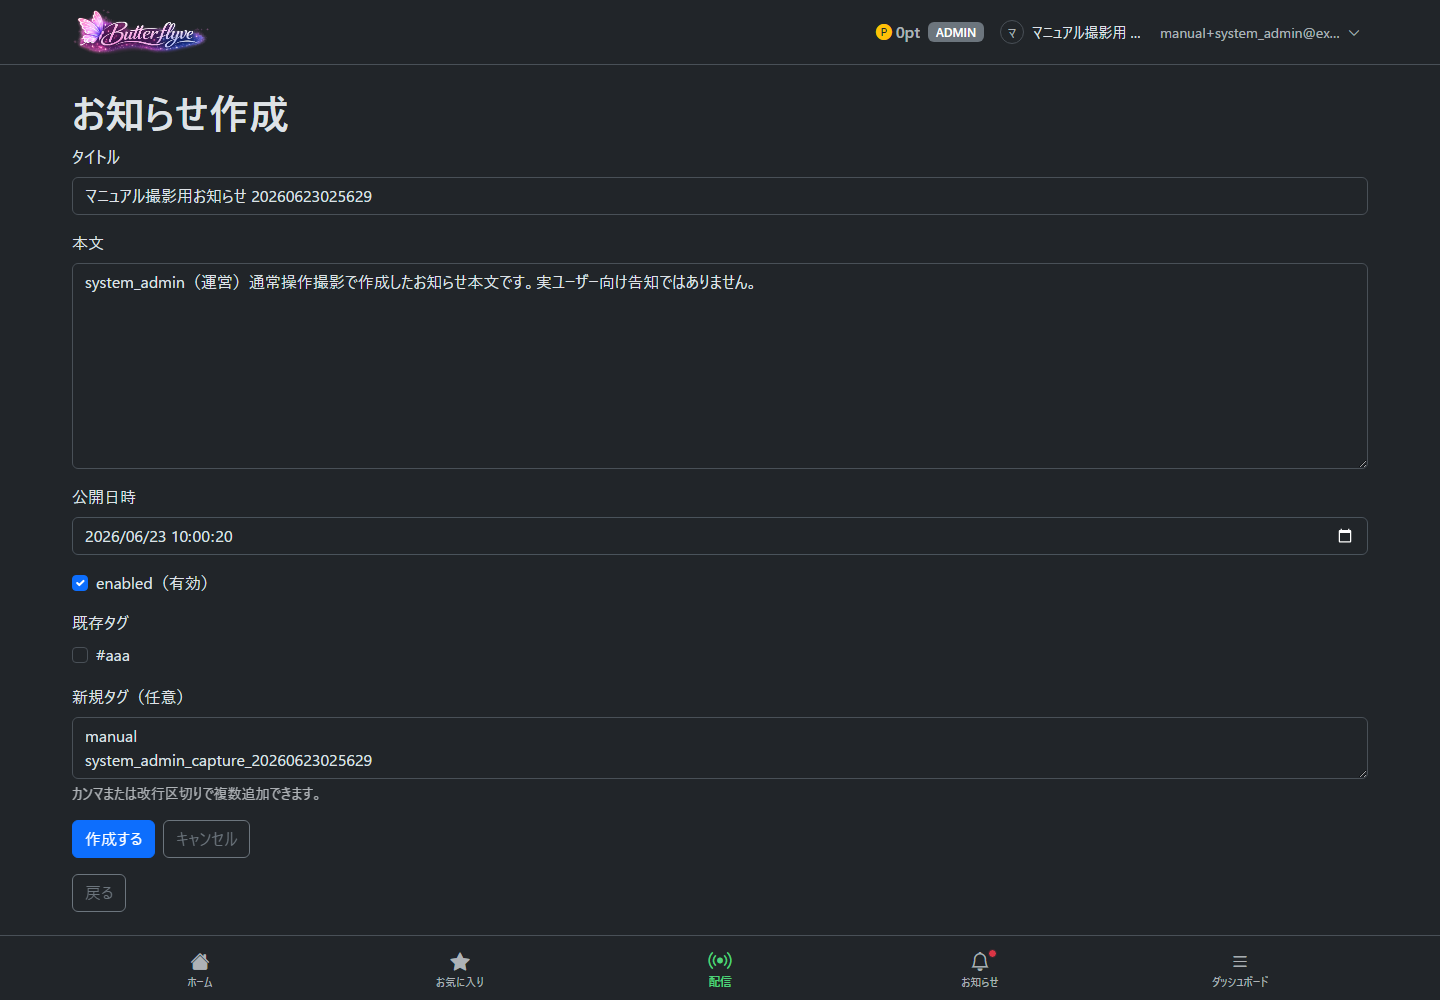 Butterflyve
P 0pt ADMIN マ マニュアル撮影用 ... manual+system_admin@ex...
お知らせ作成
タイトル
マニュアル撮影用お知らせ 20260623025629
本文
system_admin（運営）通常操作撮影で作成したお知らせ本文です。実ユーザー向け告知ではありません。
公開日時
2026/06/23 10:00:20
enabled（有効）
既存タグ
#aaa
新規タグ（任意）
manual
system_admin_capture_20260623025629
カンマまたは改行区切りで複数追加できます。
作成する キャンセル
戻る
ホーム お気に入り 配信 お知らせ ダッシュボード